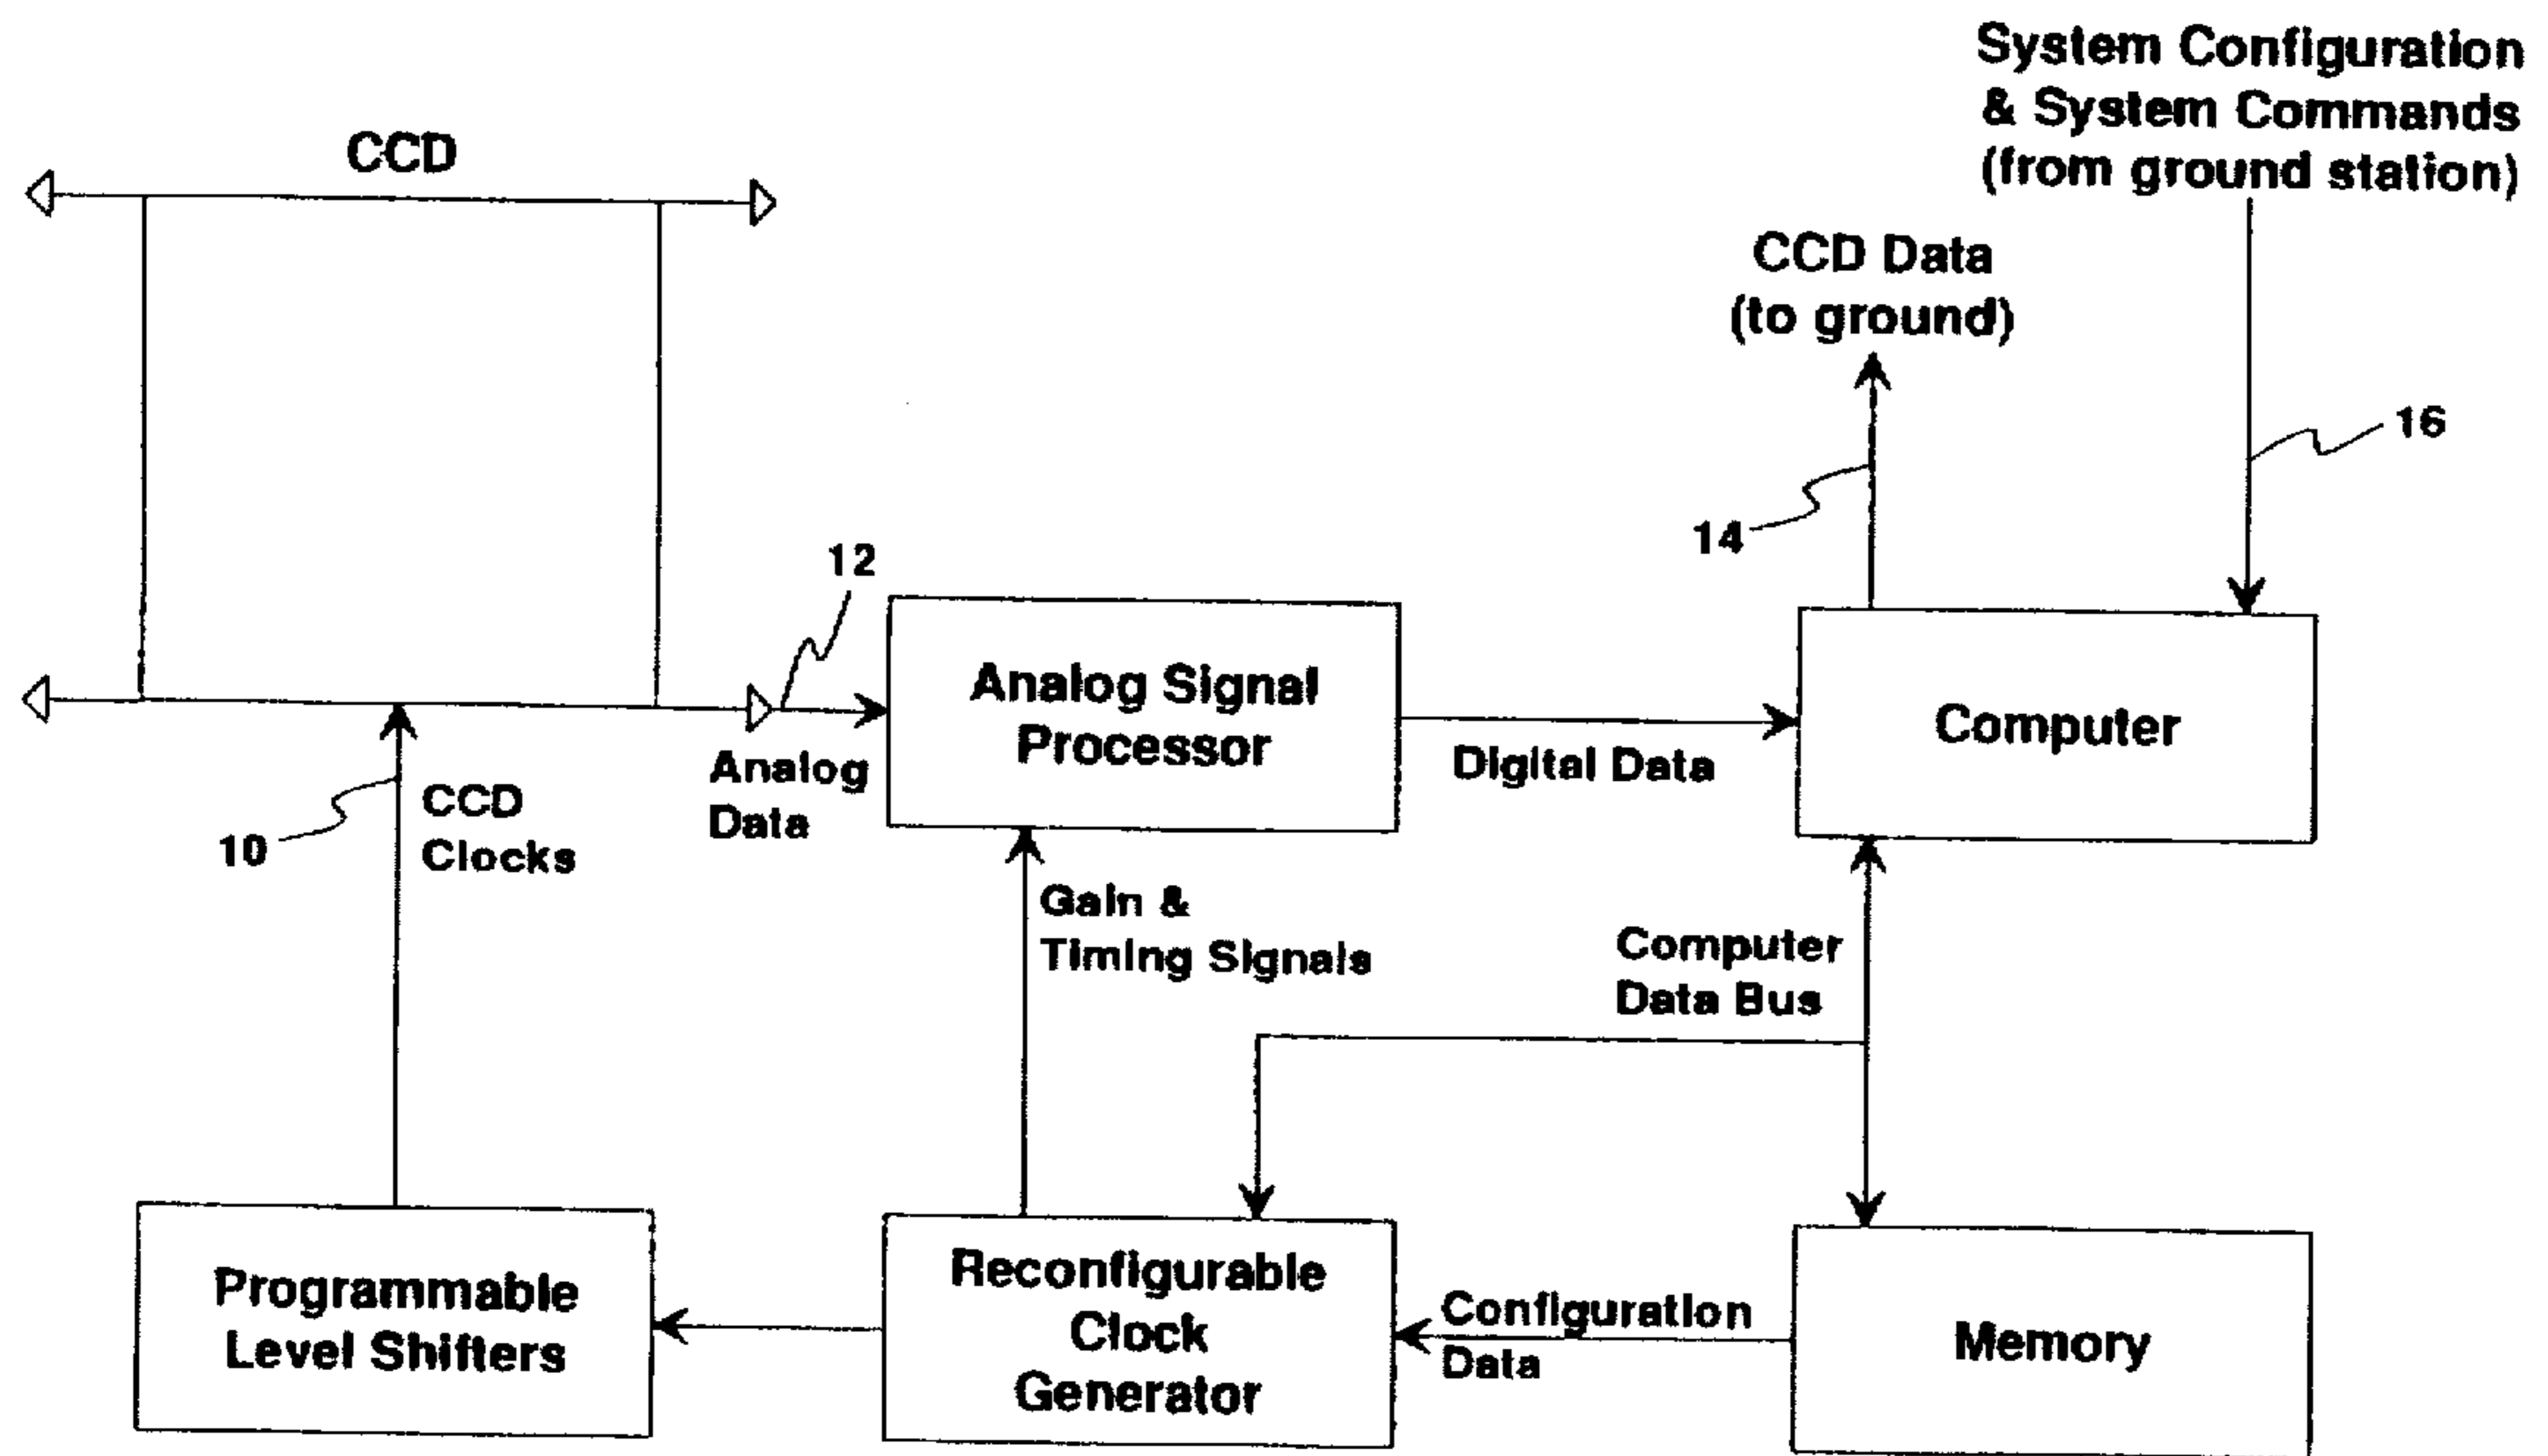 System Configuration
& System Commands
(from ground station)
CCD
CCD Data
(to ground)
16
14
12
Analog Signal
Processor
Computer
Analog
Data
Digital Data
10
CCD
Clocks
Gain &
Timing Signals
Computer
Data Bus
Programmable
Level Shifters
Reconfigurable
Clock
Generator
Configuration
Data
Memory